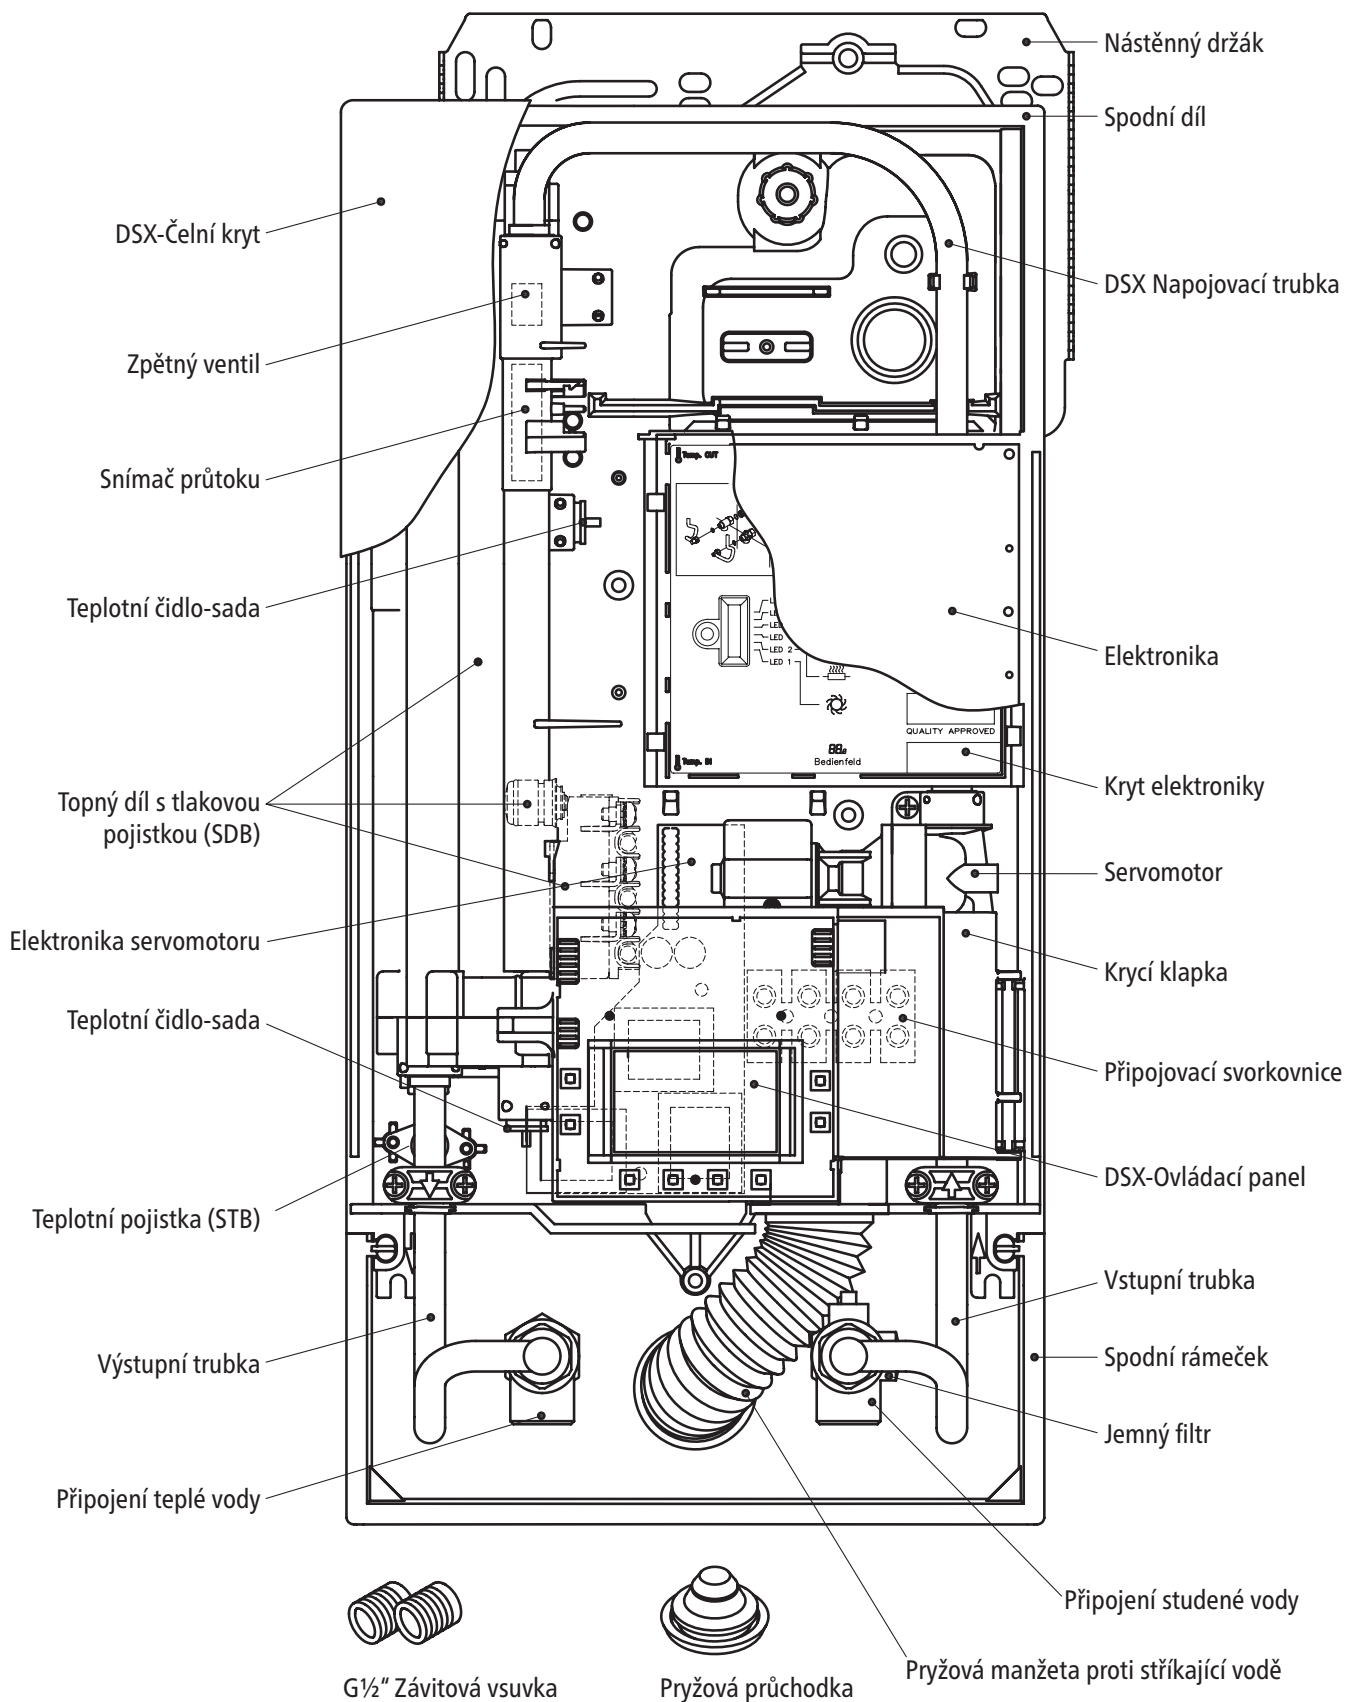 Nástěnný držák
Spodní díl
DSX-Čelní kryt
DSX Napojovací trubka
Zpětný ventil
Snímač průtoku
Temp. OUT
Teplotní čidlo-sada
LED 2
LED 1
Elektronika
QUALITY APPROVED
88.8
Bedienfeld
Temp. IN
Kryt elektroniky
Topný díl s tlakovou
pojistkou (SDB)
Servomotor
Elektronika servomotoru
Krycí klapka
Teplotní čidlo-sada
Připojovací svorkovnice
DSX-Ovládací panel
Teplotní pojistka (STB)
Vstupní trubka
Výstupní trubka
Spodní rámeček
Jemný filtr
Připojení teplé vody
Připojení studené vody
Pryžová manžeta proti stříkající vodě
G½“ Závitová vsuvka
Pryžová průchodka